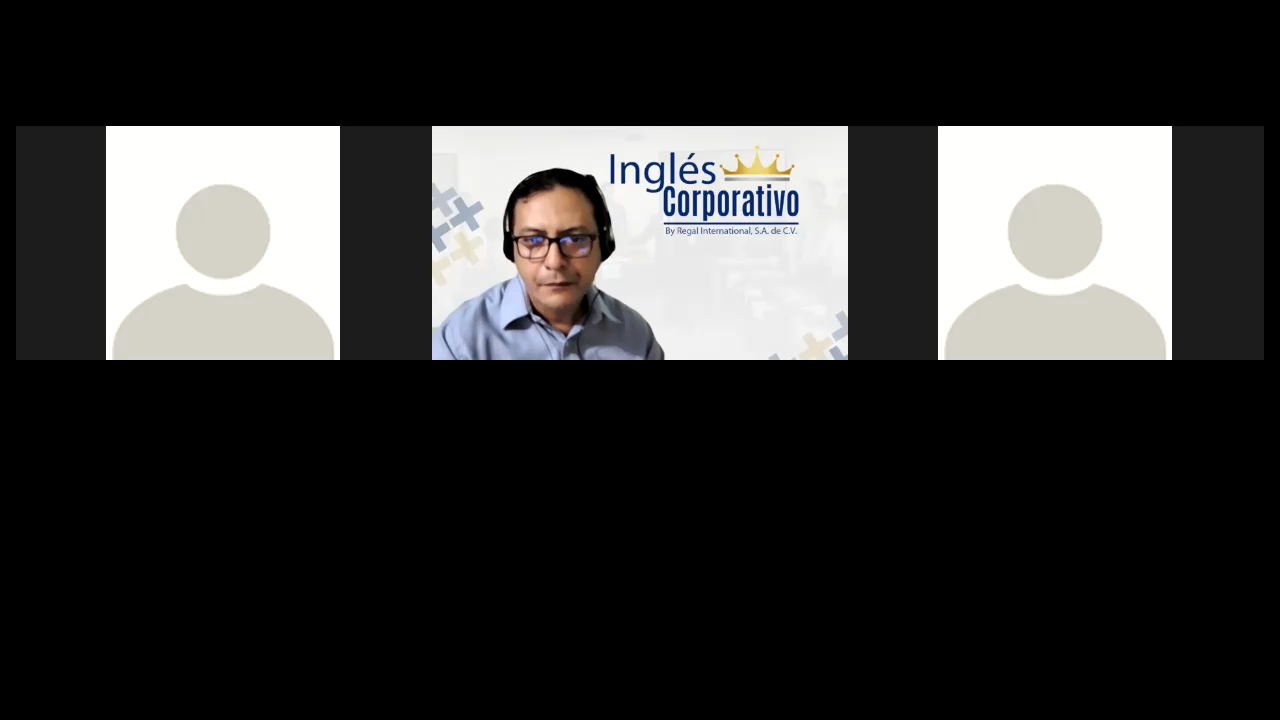 Inglés
Corporativo
By Regal International, S.A. de C.V.